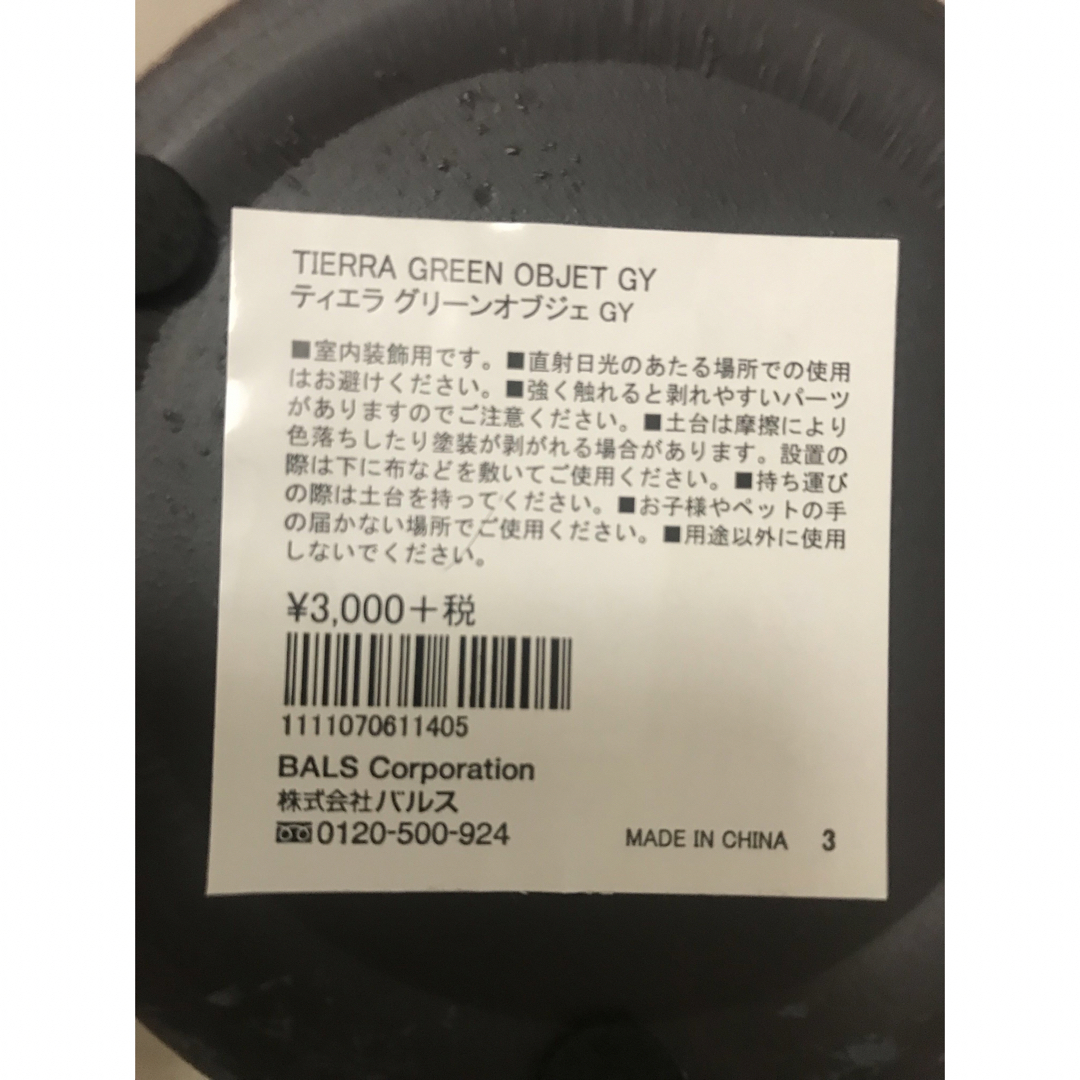 TIERRA GREEN OBJET GY
ティエラ グリーンオブジェ GY
■室内装飾用です。■直射日光のあたる場所での使用
はお避けください。■強く触れると剥れやすいパーツ
がありますのでご注意ください。■土台は摩擦により
色落ちしたり塗装が剥がれる場合があります。設置の
際は下に布などを敷いてご使用ください。■持ち運び
の際は土台を持ってください。■お子様やペットの手
の届かない場所でご使用ください。■用途以外に使用
しないでください。
¥3,000+税
1111070611405
BALS Corporation
株式会社バルス
0120-500-924
MADE IN CHINA 3